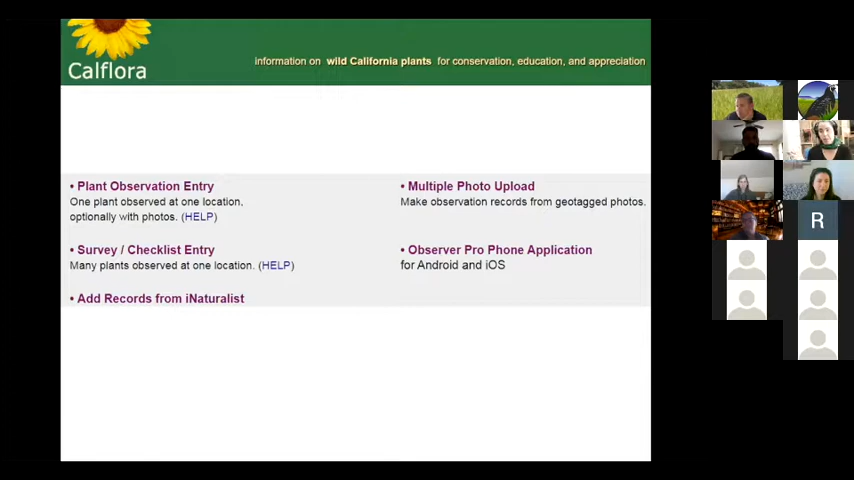 Calflora
information on wild California plants for conservation, education, and appreciation
• Plant Observation Entry
One plant observed at one location,
optionally with photos. (HELP)
• Survey / Checklist Entry
Many plants observed at one location. (HELP)
• Add Records from iNaturalist
• Multiple Photo Upload
Make observation records from geotagged photos.
• Observer Pro Phone Application
for Android and iOS
R